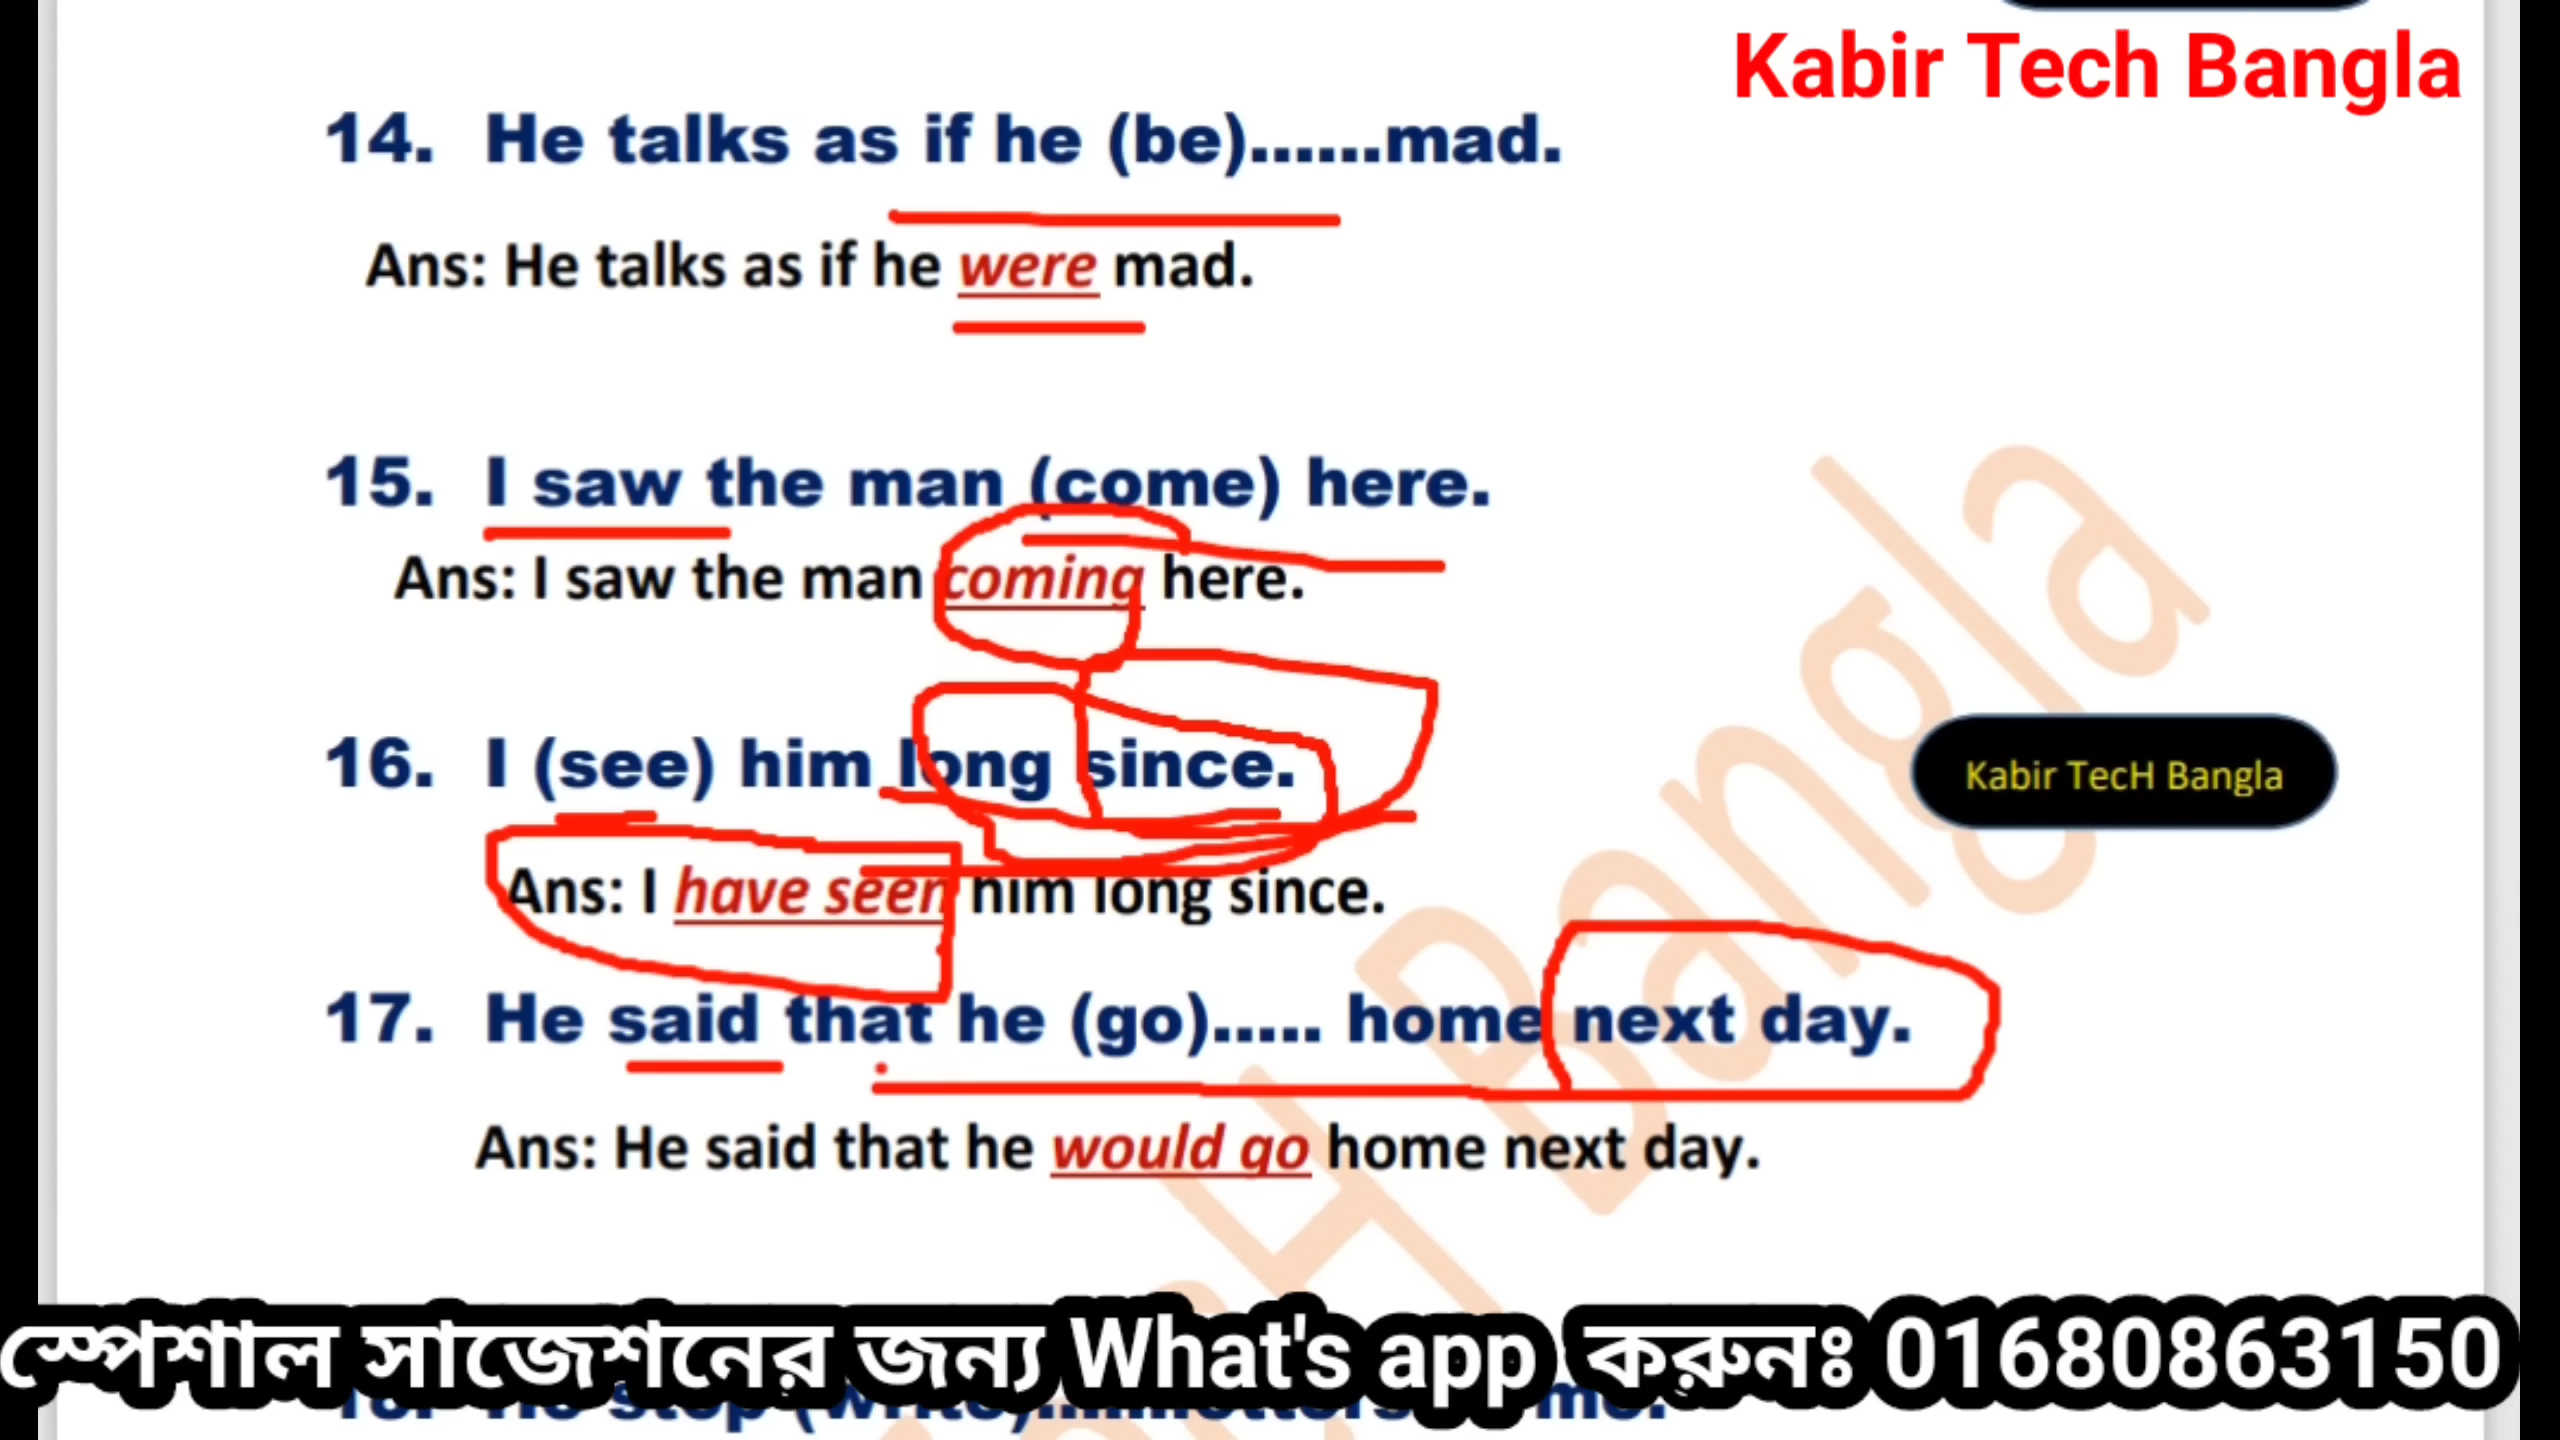 Kabir Tech Bangla
14. He talks as if he (be)......mad.
Ans: He talks as if he were mad.
15. I saw the man (come) here.
Ans: I saw the man coming here.
16. I (see) him long since.
Kabir TecH Bangla
Ans: I have seen him long since.
17. He said that he (go)..... home next day.
Ans: He said that he would go home next day.
স্পেশাল সাজেশনের জন্য What's app করুনঃ 01680863150